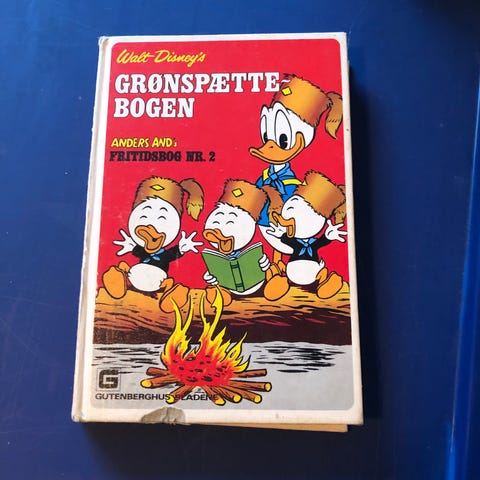 Walt Disney's
GRØNSPÆTTE-
BOGEN
ANDERS AND's
FRITIDSBOG NR. 2
G
GUTENBERGHUS BLADENE